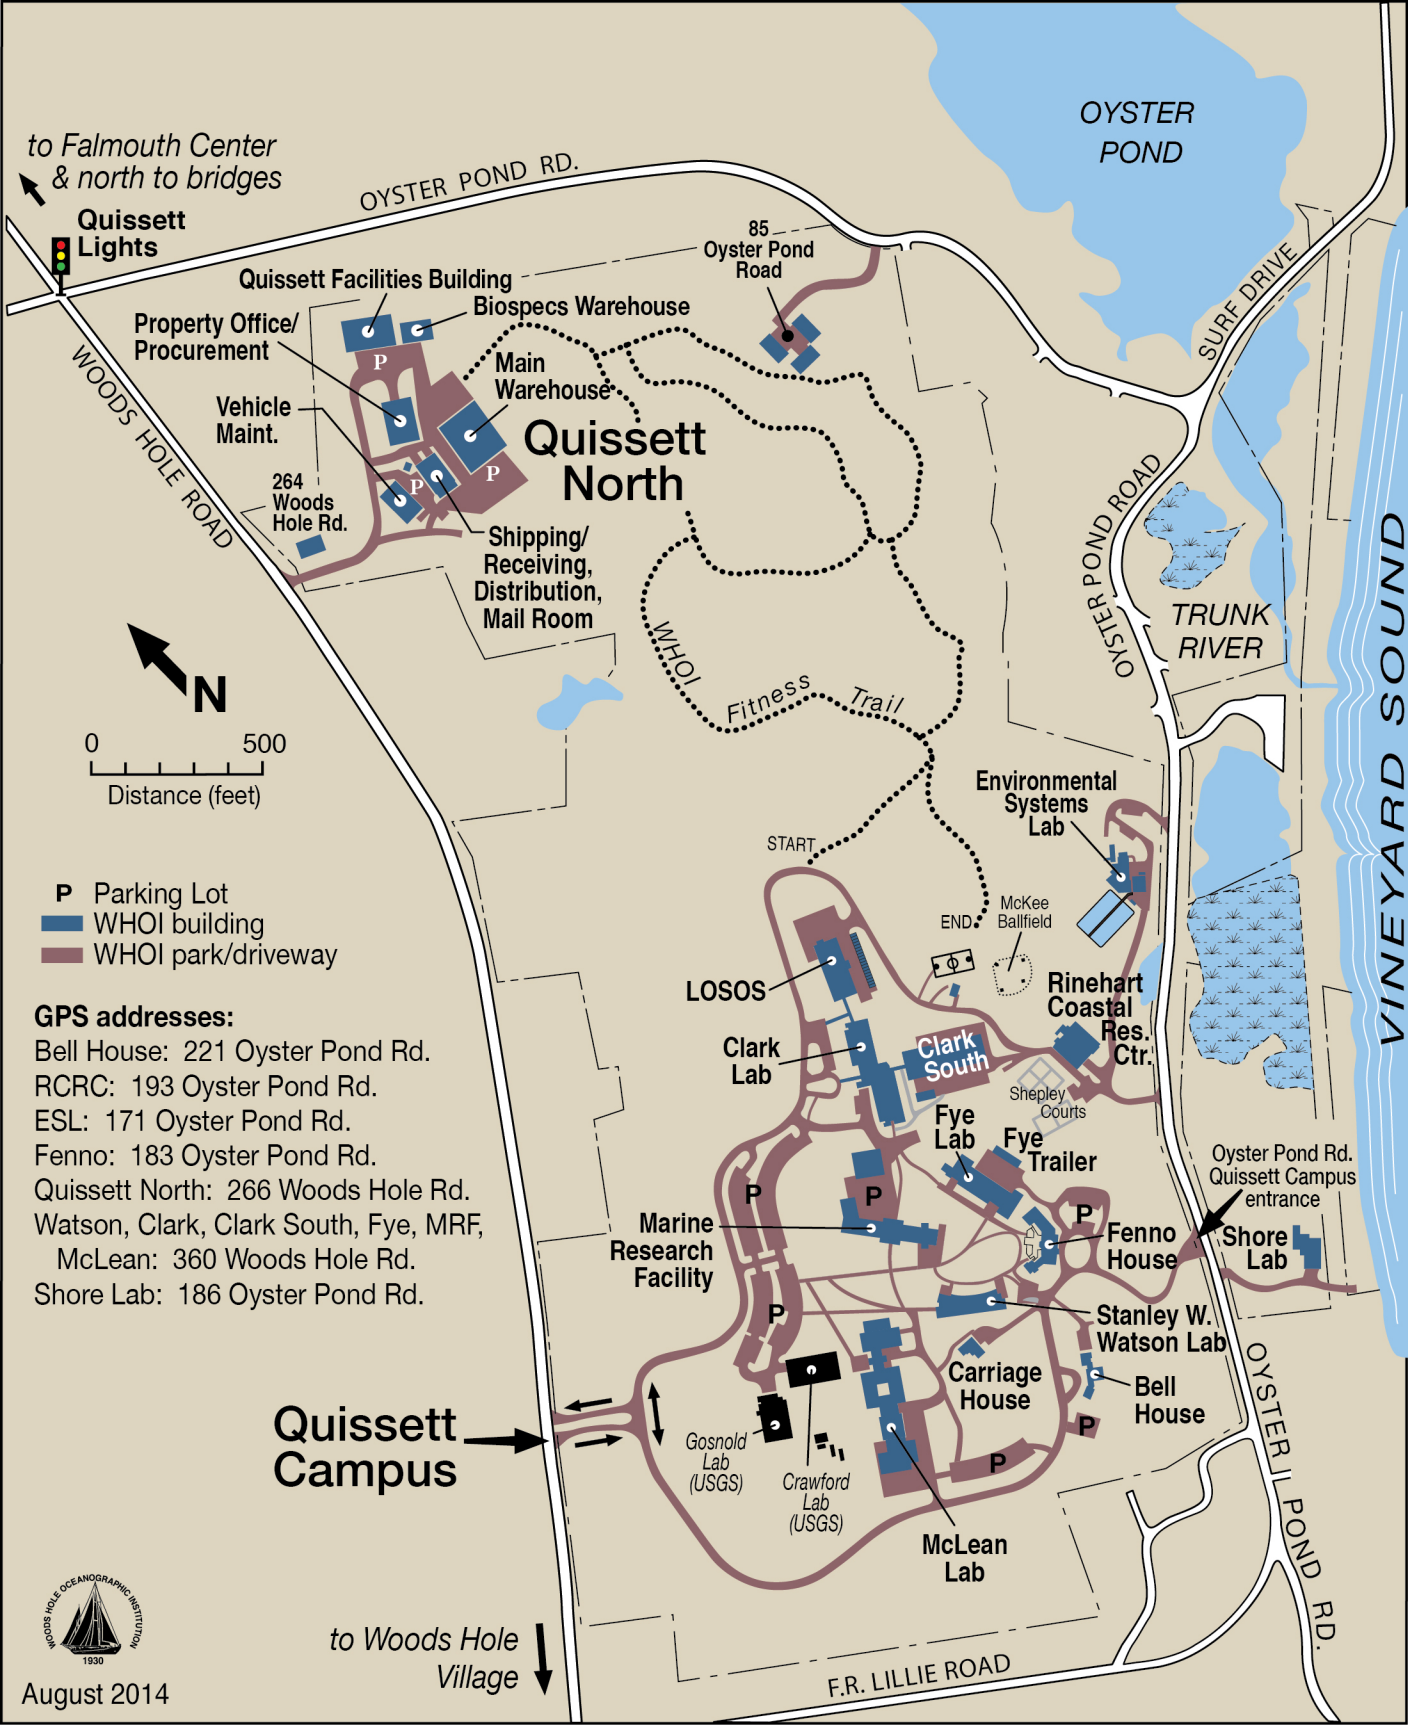 OYSTER
POND
to Falmouth Center
& north to bridges
OYSTER POND RD.
Quissett
Lights
85
Oyster Pond
Road
SURF DRIVE
Quissett Facilities Building
Biospecs Warehouse
Property Office/
Procurement
P
Main
Warehouse
WOODS HOLE ROAD
Vehicle
Maint.
Quissett
North
P
P
264
Woods
Hole Rd.
Shipping/
Receiving,
Distribution,
Mail Room
OYSTER POND ROAD
TRUNK
RIVER
VINEYARD SOUND
WHOI
Fitness
Trail
N
0
500
Distance (feet)
Environmental
Systems
Lab
START
P Parking Lot
WHOI building
WHOI park/driveway
END
McKee
Ballfield
LOSOS
Rinehart
Coastal
Res.
Ctr.
GPS addresses:
Bell House: 221 Oyster Pond Rd.
RCRC: 193 Oyster Pond Rd.
ESL: 171 Oyster Pond Rd.
Fenno: 183 Oyster Pond Rd.
Quissett North: 266 Woods Hole Rd.
Watson, Clark, Clark South, Fye, MRF,
McLean: 360 Woods Hole Rd.
Shore Lab: 186 Oyster Pond Rd.
Clark
Lab
Clark
South
Shepley
Courts
Fye
Lab
Fye
Trailer
Oyster Pond Rd.
Quissett Campus
entrance
P
P
P
Marine
Research
Facility
Fenno
House
Shore
Lab
P
Stanley W.
Watson Lab
Carriage
House
Bell
House
OYSTER POND RD.
Quissett
Campus
P
P
Gosnold
Lab
(USGS)
Crawford
Lab
(USGS)
McLean
Lab
WOODS HOLE OCEANOGRAPHIC INSTITUTION
1930
August 2014
to Woods Hole
Village
F.R. LILLIE ROAD